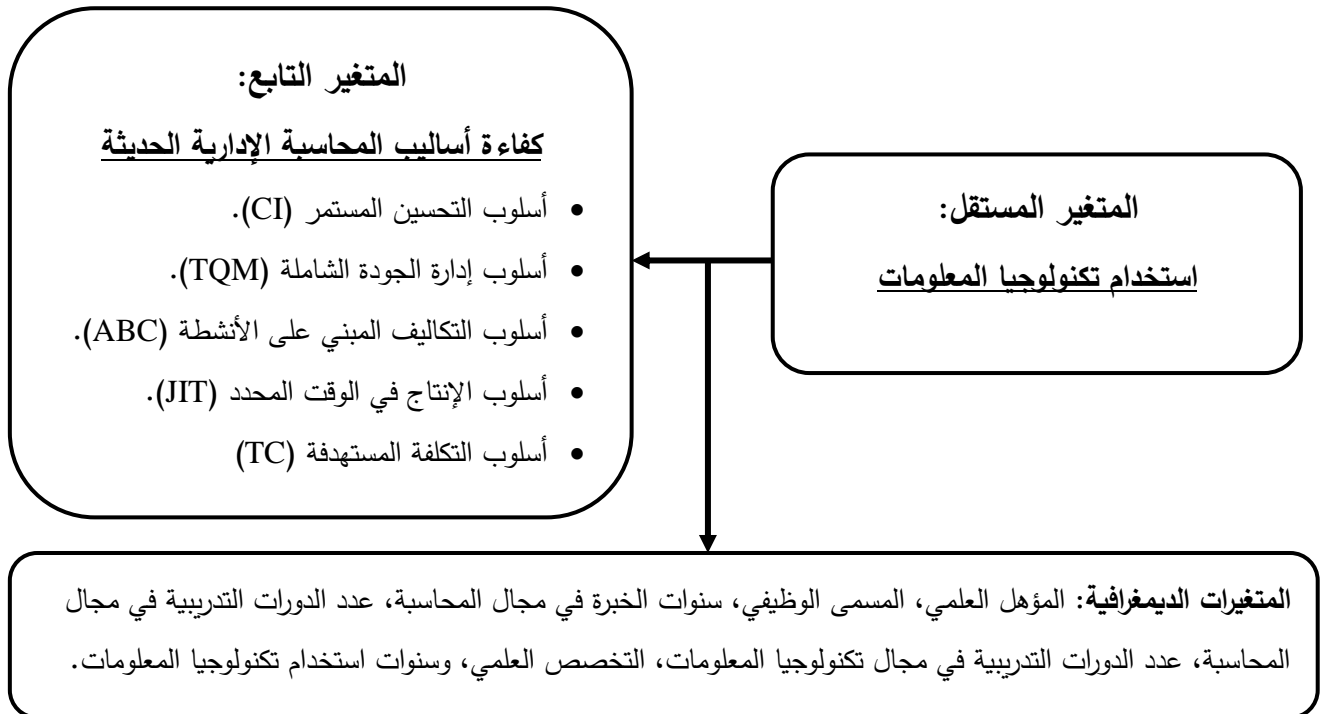 المتغير المستقل:
استخدام تكنولوجيا المعلومات
المتغير التابع:
كفاءة أساليب المحاسبة الإدارية الحديثة
• أسلوب التحسين المستمر (CI).
• أسلوب إدارة الجودة الشاملة (TQM).
• أسلوب التكاليف المبني على الأنشطة (ABC).
• أسلوب الإنتاج في الوقت المحدد (JIT).
• أسلوب التكلفة المستهدفة (TC)
المتغيرات الديمغرافية: المؤهل العلمي، المسمى الوظيفي، سنوات الخبرة في مجال المحاسبة، عدد الدورات التدريبية في مجال
المحاسبة، عدد الدورات التدريبية في مجال تكنولوجيا المعلومات، التخصص العلمي، وسنوات استخدام تكنولوجيا المعلومات.